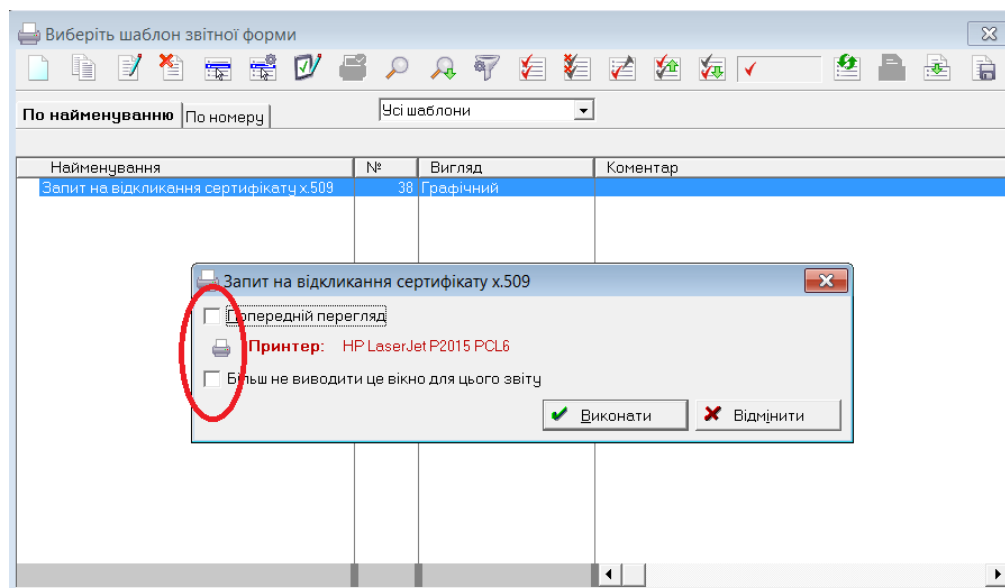 Виберіть шаблон звітної форми
По найменуванню По номеру Усі шаблони
Найменування № Вигляд Коментар
Запит на відкликання сертифікату x.509 38 Графічний
Запит на відкликання сертифікату x.509
Попередній перегляд
Принтер: HP LaserJet P2015 PCL6
Більш не виводити це вікно для цього звіту
Виконати Відмінити